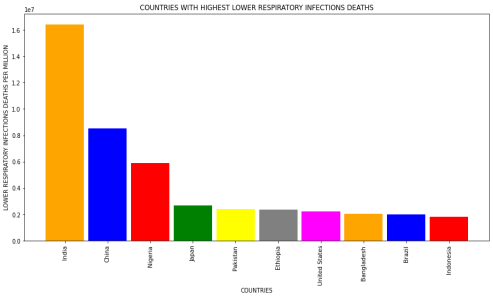 COUNTRIES WITH HIGHEST LOWER RESPIRATORY INFECTIONS DEATHS
1e7
1.6
1.4
1.2
1.0
0.8
0.6
0.4
0.2
0.0
LOWER RESPIRATORY INFECTIONS DEATHS PER MILLION
India
China
Nigeria
Japan
Pakistan
Ethiopia
United States
Bangladesh
Brazil
Indonesia
COUNTRIES